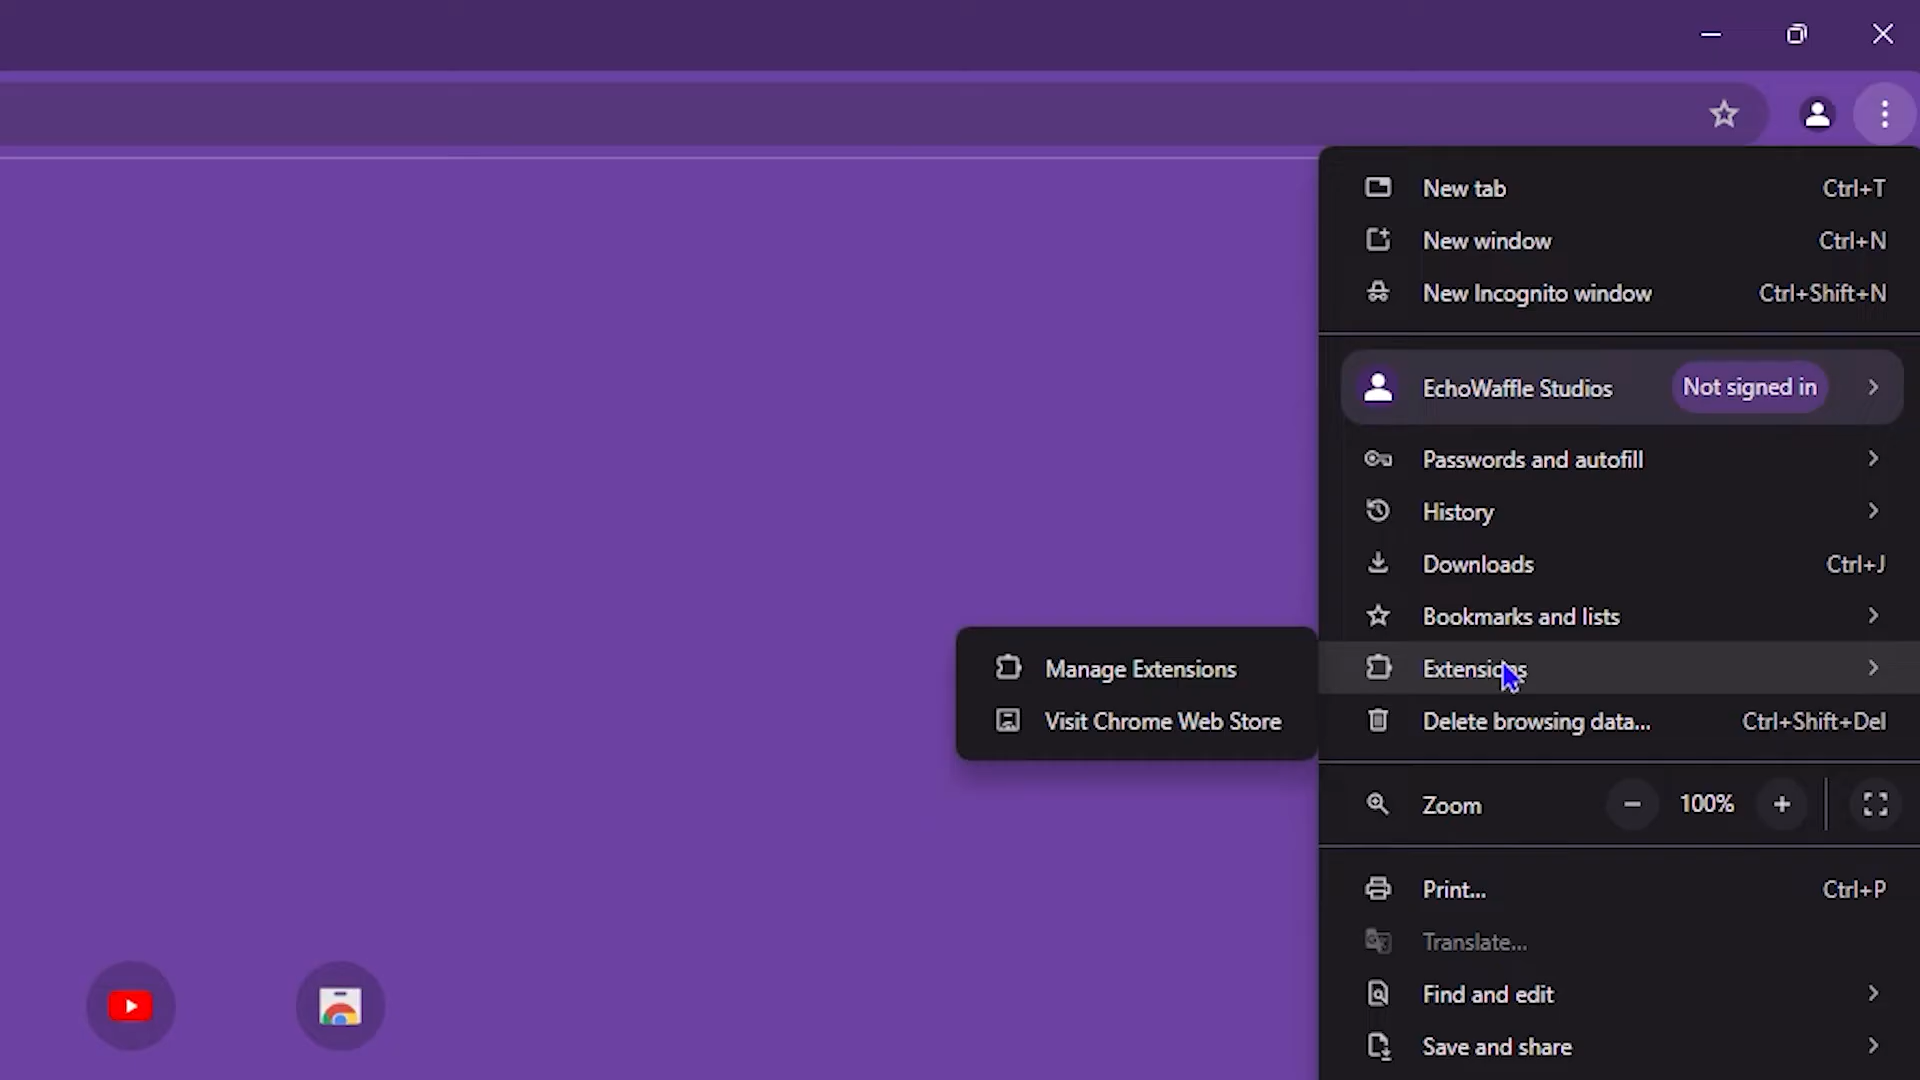 New tab Ctrl+T
New window Ctrl+N
New Incognito window Ctrl+Shift+N
EchoWaffle Studios Not signed in
Passwords and autofill
History
Downloads Ctrl+J
Bookmarks and lists
Extensions
Manage Extensions
Visit Chrome Web Store
Delete browsing data... Ctrl+Shift+Del
Zoom 100%
Print... Ctrl+P
Translate...
Find and edit
Save and share